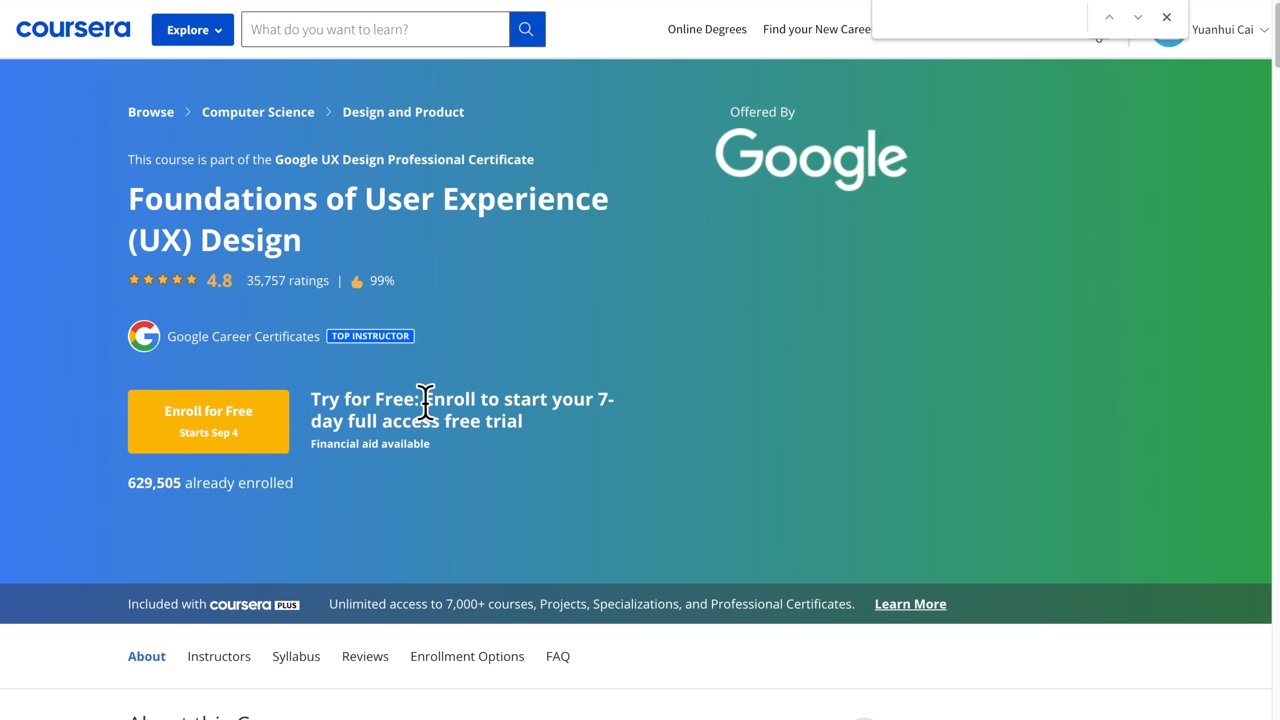 coursera
Explore
What do you want to learn?
Online Degrees
Find your New Caree
Yuanhui Cai
Browse
Computer Science
Design and Product
Offered By
Google
This course is part of the Google UX Design Professional Certificate
Foundations of User Experience
(UX) Design
4.8
35,757 ratings | 99%
Google Career Certificates
TOP INSTRUCTOR
Enroll for Free
Starts Sep 4
Try for Free: Enroll to start your 7-
day full access free trial
Financial aid available
629,505 already enrolled
Included with coursera PLUS
Unlimited access to 7,000+ courses, Projects, Specializations, and Professional Certificates.
Learn More
About
Instructors
Syllabus
Reviews
Enrollment Options
FAQ